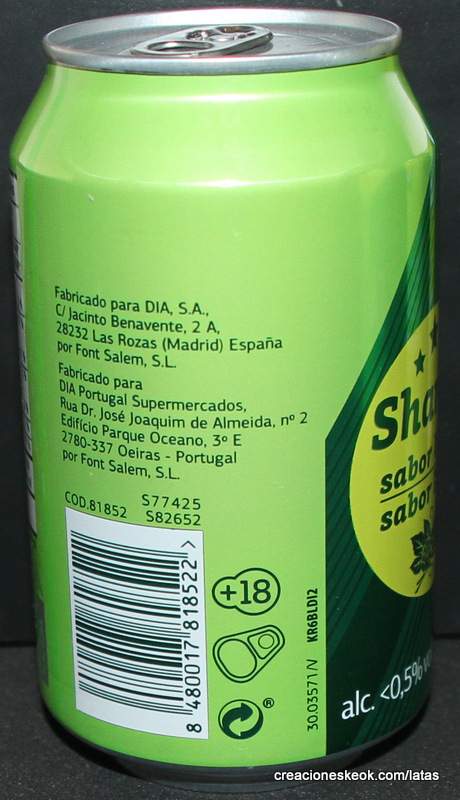 Fabricado para DIA, S.A.,
C/ Jacinto Benavente, 2 A,
28232 Las Rozas (Madrid) España
por Font Salem, S.L.
Fabricado para
DIA Portugal Supermercados,
Rua Dr. José Joaquim de Almeida, nº 2
Edifício Parque Oceano, 3º E
2780-337 Oeiras - Portugal
por Font Salem, S.L.
COD.81852 S77425
S82652
8 480017 818522 >
+18
®
30.03571/V KR6BLD12
sabor
sabor
alc. <0,5%
creacioneskeok.com/latas